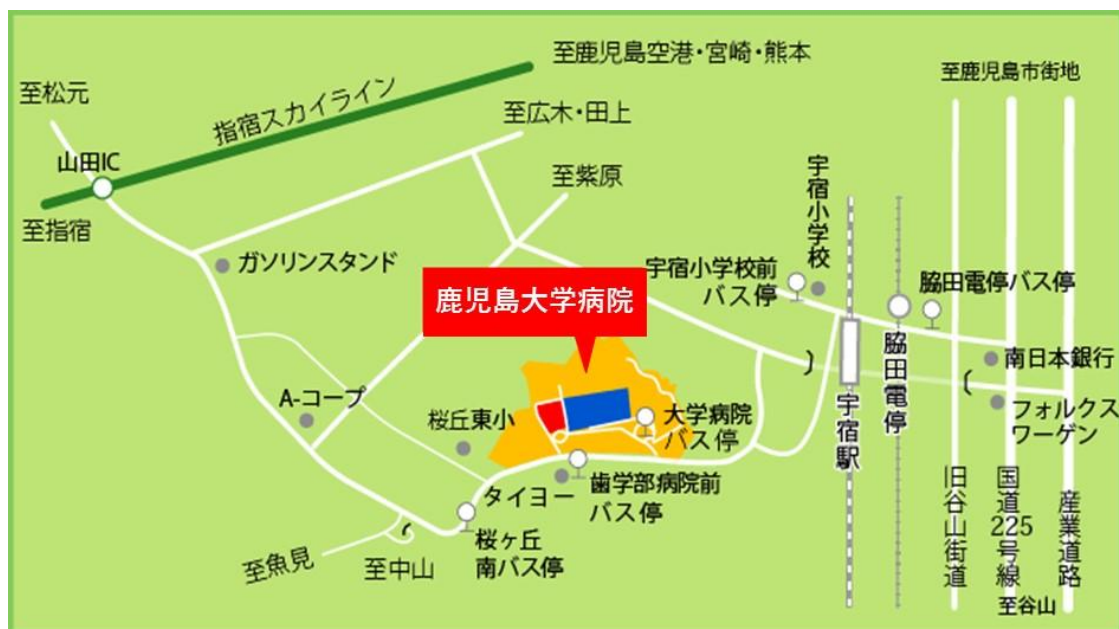 至鹿児島空港・宮崎・熊本
至鹿児島市街地
至松元
指宿スカイライン
至広木・田上
山田IC
至紫原
宇宿小学校
至指宿
ガソリンスタンド
宇宿小学校前
バス停
脇田電停バス停
鹿児島大学病院
脇田電停
南日本銀行
A-コープ
宇宿駅
フォルクス
ワーゲン
桜丘東小
大学病院
バス停
タイヨー
歯学部病院前
バス停
旧谷山街道
国道225号線
産業道路
至魚見
至中山
桜ヶ丘
南バス停
至谷山